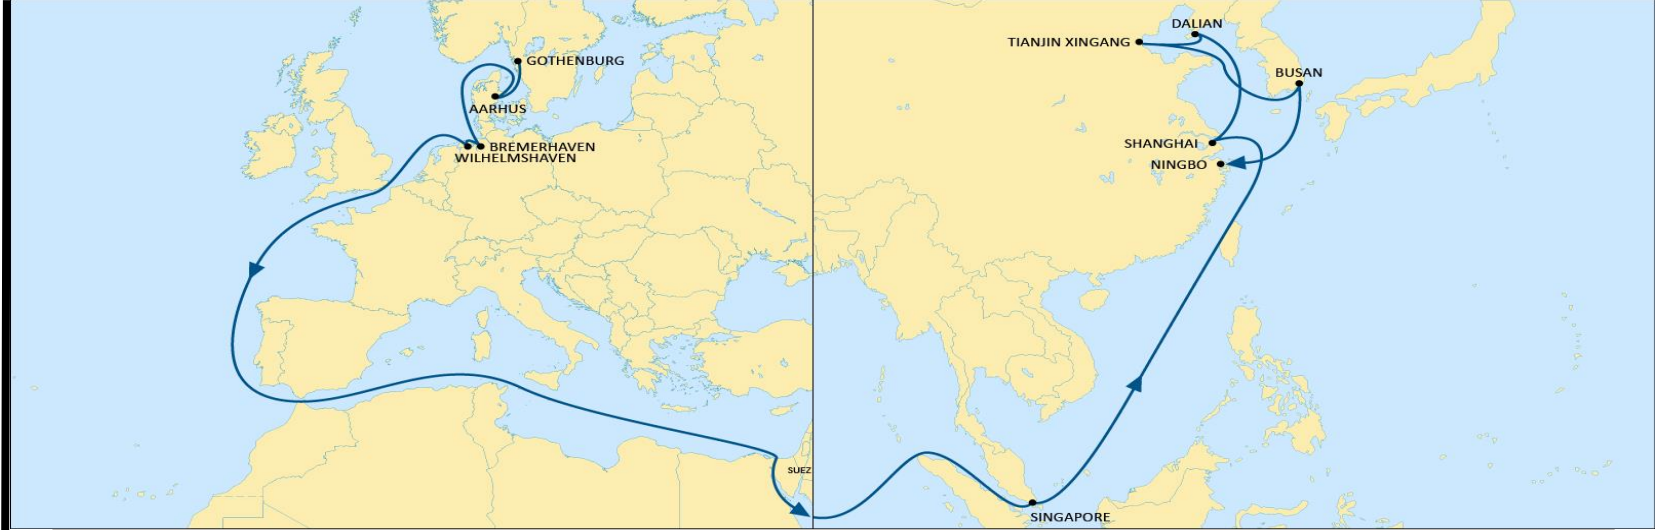 GOTHENBURG
AARHUS
BREMERHAVEN
WILHELMSHAVEN
SUEZ
DALIAN
TIANJIN XINGANG
BUSAN
SHANGHAI
NINGBO
SINGAPORE